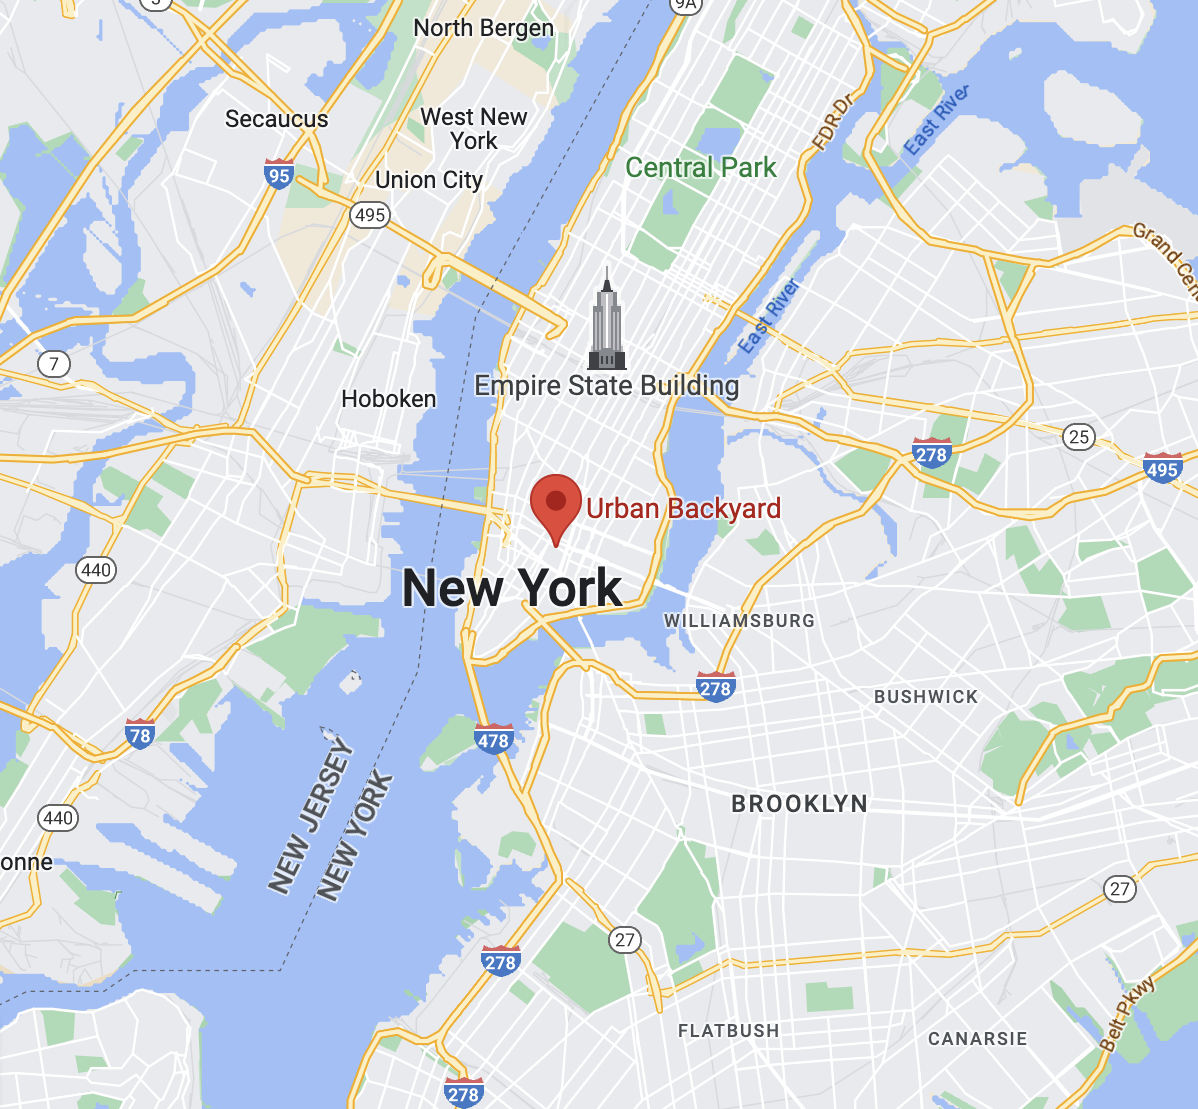 3
9A
North Bergen
East River
FDR Dr
Secaucus
West New
York
Central Park
95
Union City
495
Grand Cen
East River
7
Empire State Building
Hoboken
25
278
495
Urban Backyard
440
New York
WILLIAMSBURG
278
BUSHWICK
78
478
NEW JERSEY
NEW YORK
BROOKLYN
440
onne
27
27
278
Belt Pkwy
FLATBUSH
CANARSIE
278